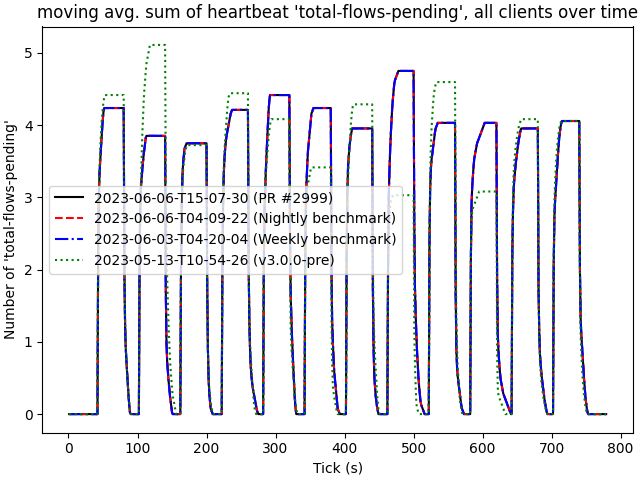 moving avg. sum of heartbeat 'total-flows-pending', all clients over time
Number of 'total-flows-pending'
5
4
3
2
1
0
2023-06-06-T15-07-30 (PR #2999)
2023-06-06-T04-09-22 (Nightly benchmark)
2023-06-03-T04-20-04 (Weekly benchmark)
2023-05-13-T10-54-26 (v3.0.0-pre)
0 100 200 300 400 500 600 700 800
Tick (s)